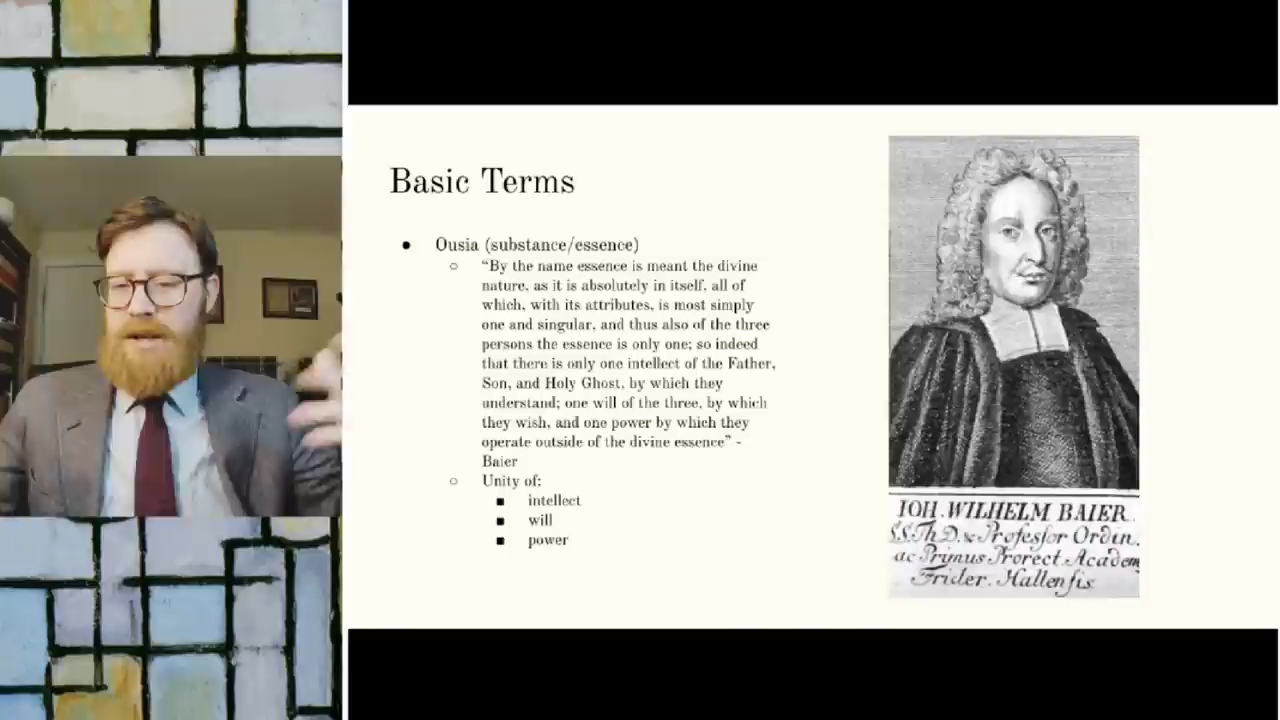 Basic Terms
● Ousia (substance/essence)
○ “By the name essence is meant the divine
nature, as it is absolutely in itself, all of
which, with its attributes, is most simply
one and singular, and thus also of the three
persons the essence is only one; so indeed
that there is only one intellect of the Father,
Son, and Holy Ghost, by which they
understand; one will of the three, by which
they wish, and one power by which they
operate outside of the divine essence” -
Baier
○ Unity of:
■ intellect
■ will
■ power
IOH. WILHELM BAIER.
SS.Th D. & Professor Ordin.
ac Primus Prorect. Academ
Frider. Hallensis